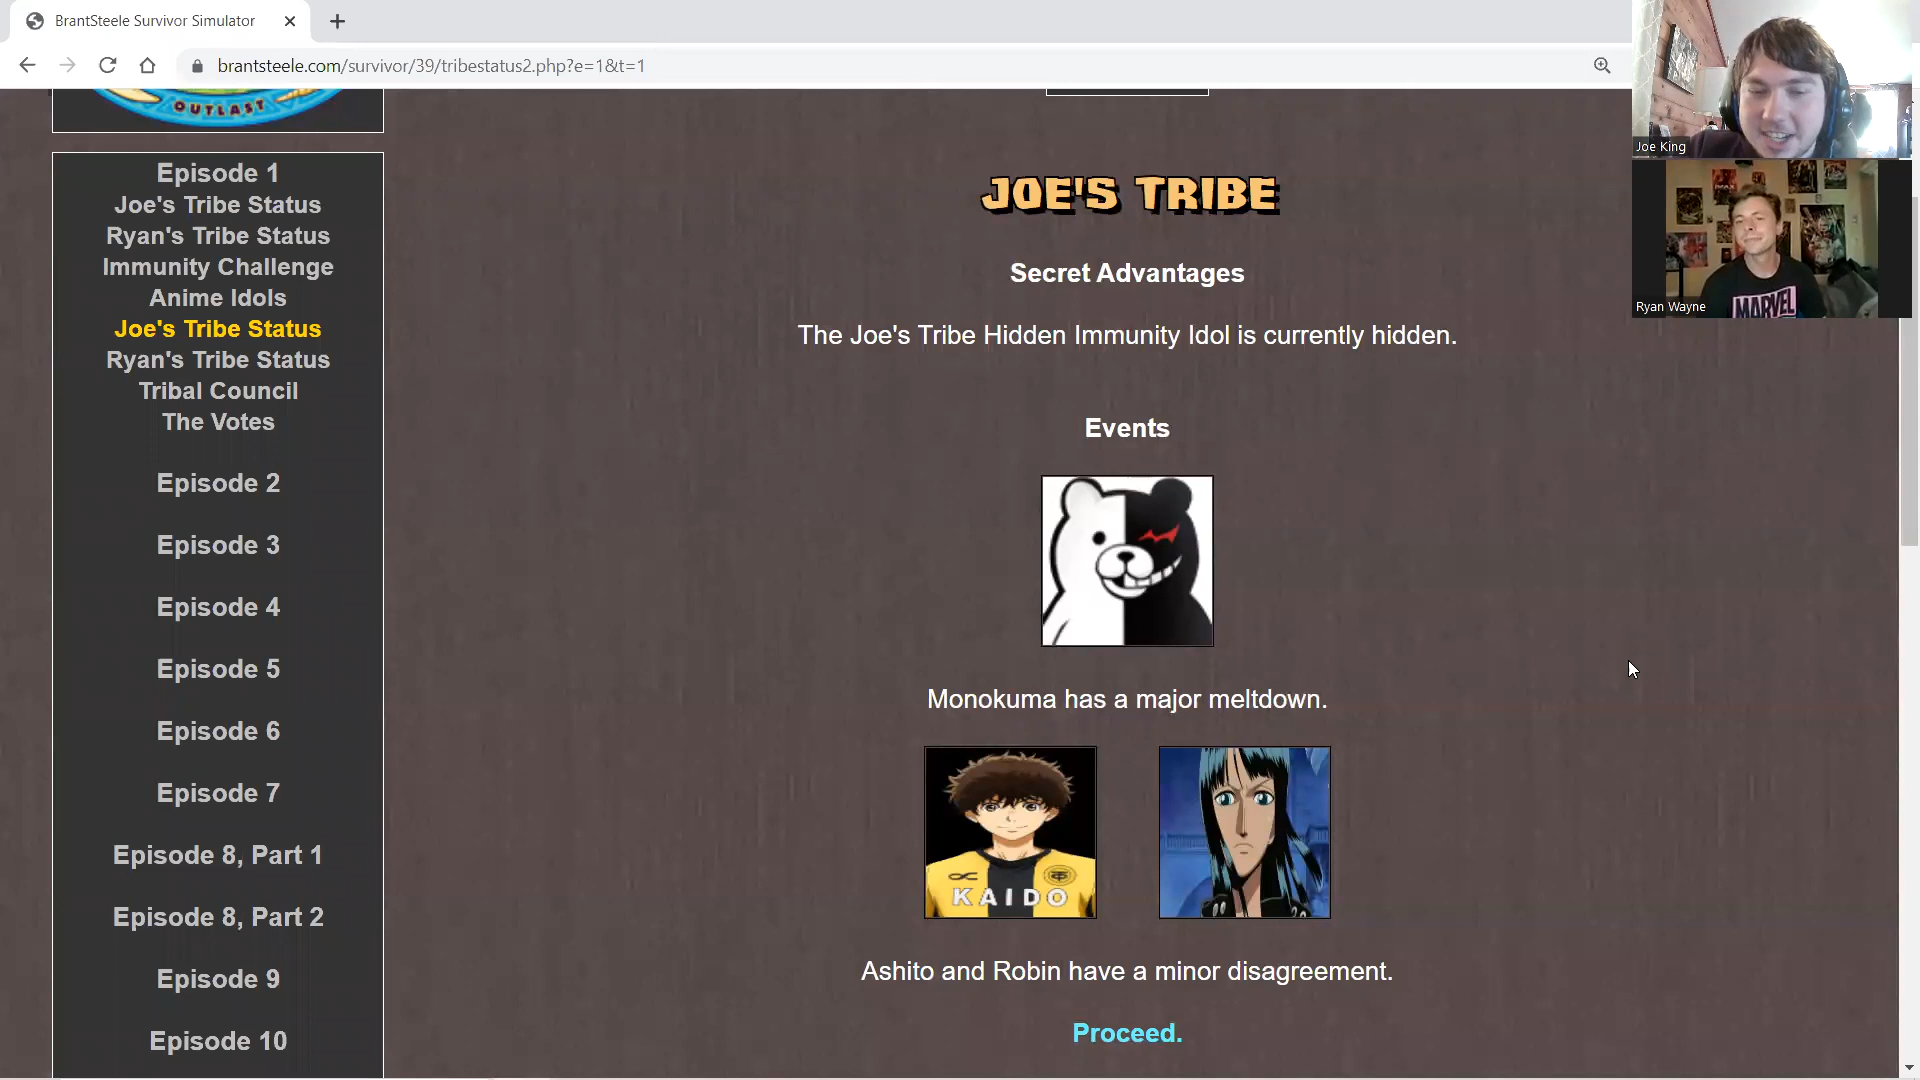 BrantSteele Survivor Simulator
brantsteele.com/survivor/39/tribestatus2.php?e=1&t=1
OUTLAST
Episode 1
Joe's Tribe Status
Ryan's Tribe Status
Immunity Challenge
Anime Idols
Joe's Tribe Status
Ryan's Tribe Status
Tribal Council
The Votes
Episode 2
Episode 3
Episode 4
Episode 5
Episode 6
Episode 7
Episode 8, Part 1
Episode 8, Part 2
Episode 9
Episode 10
JOE'S TRIBE
Secret Advantages
The Joe's Tribe Hidden Immunity Idol is currently hidden.
Events
Monokuma has a major meltdown.
KAIDO
Ashito and Robin have a minor disagreement.
Proceed.
Joe King
MARVEL
Ryan Wayne